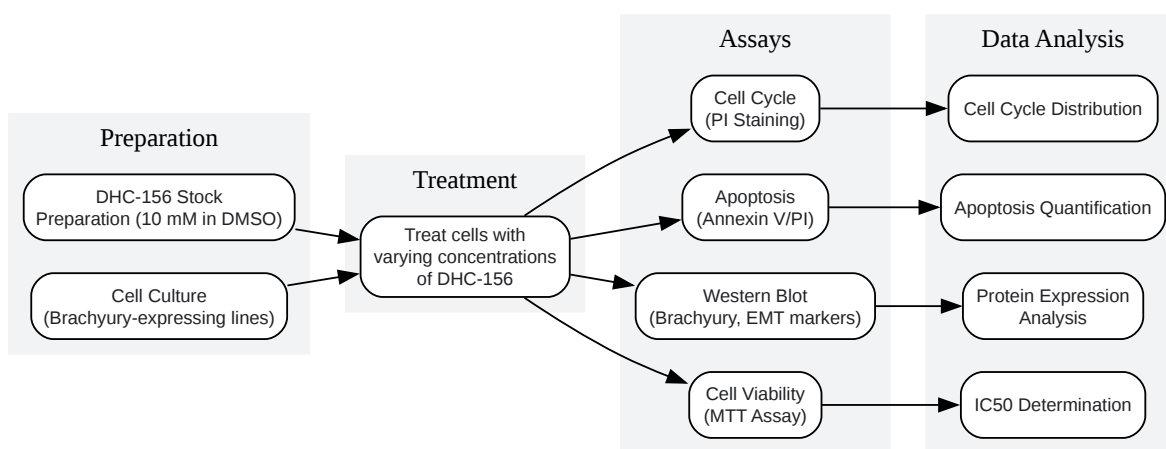 Preparation
DHC-156 Stock
Preparation (10 mM in DMSO)
Cell Culture
(Brachyury-expressing lines)
Treatment
Treat cells with
varying concentrations
of DHC-156
Assays
Cell Cycle
(PI Staining)
Apoptosis
(Annexin V/PI)
Western Blot
(Brachyury, EMT markers)
Cell Viability
(MTT Assay)
Data Analysis
Cell Cycle Distribution
Apoptosis Quantification
Protein Expression
Analysis
IC50 Determination